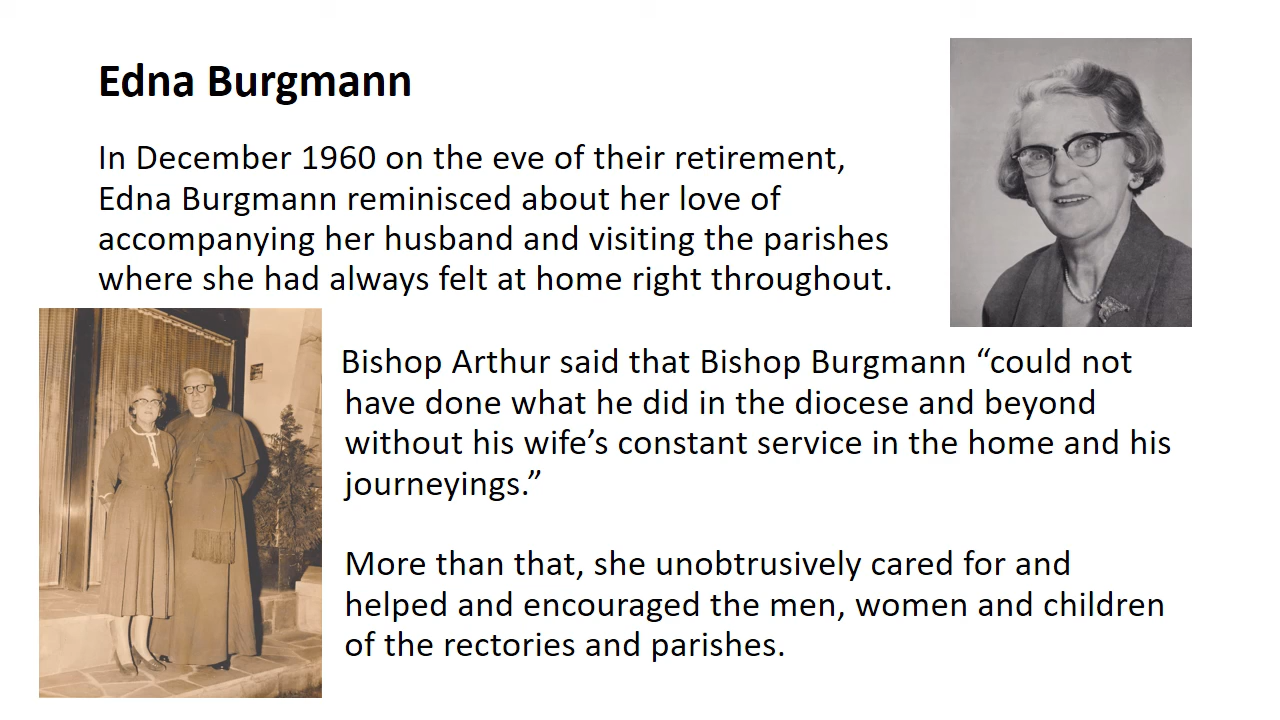 Edna Burgmann
In December 1960 on the eve of their retirement,
Edna Burgmann reminisced about her love of
accompanying her husband and visiting the parishes
where she had always felt at home right throughout.
Bishop Arthur said that Bishop Burgmann “could not
have done what he did in the diocese and beyond
without his wife’s constant service in the home and his
journeyings.”
More than that, she unobtrusively cared for and
helped and encouraged the men, women and children
of the rectories and parishes.